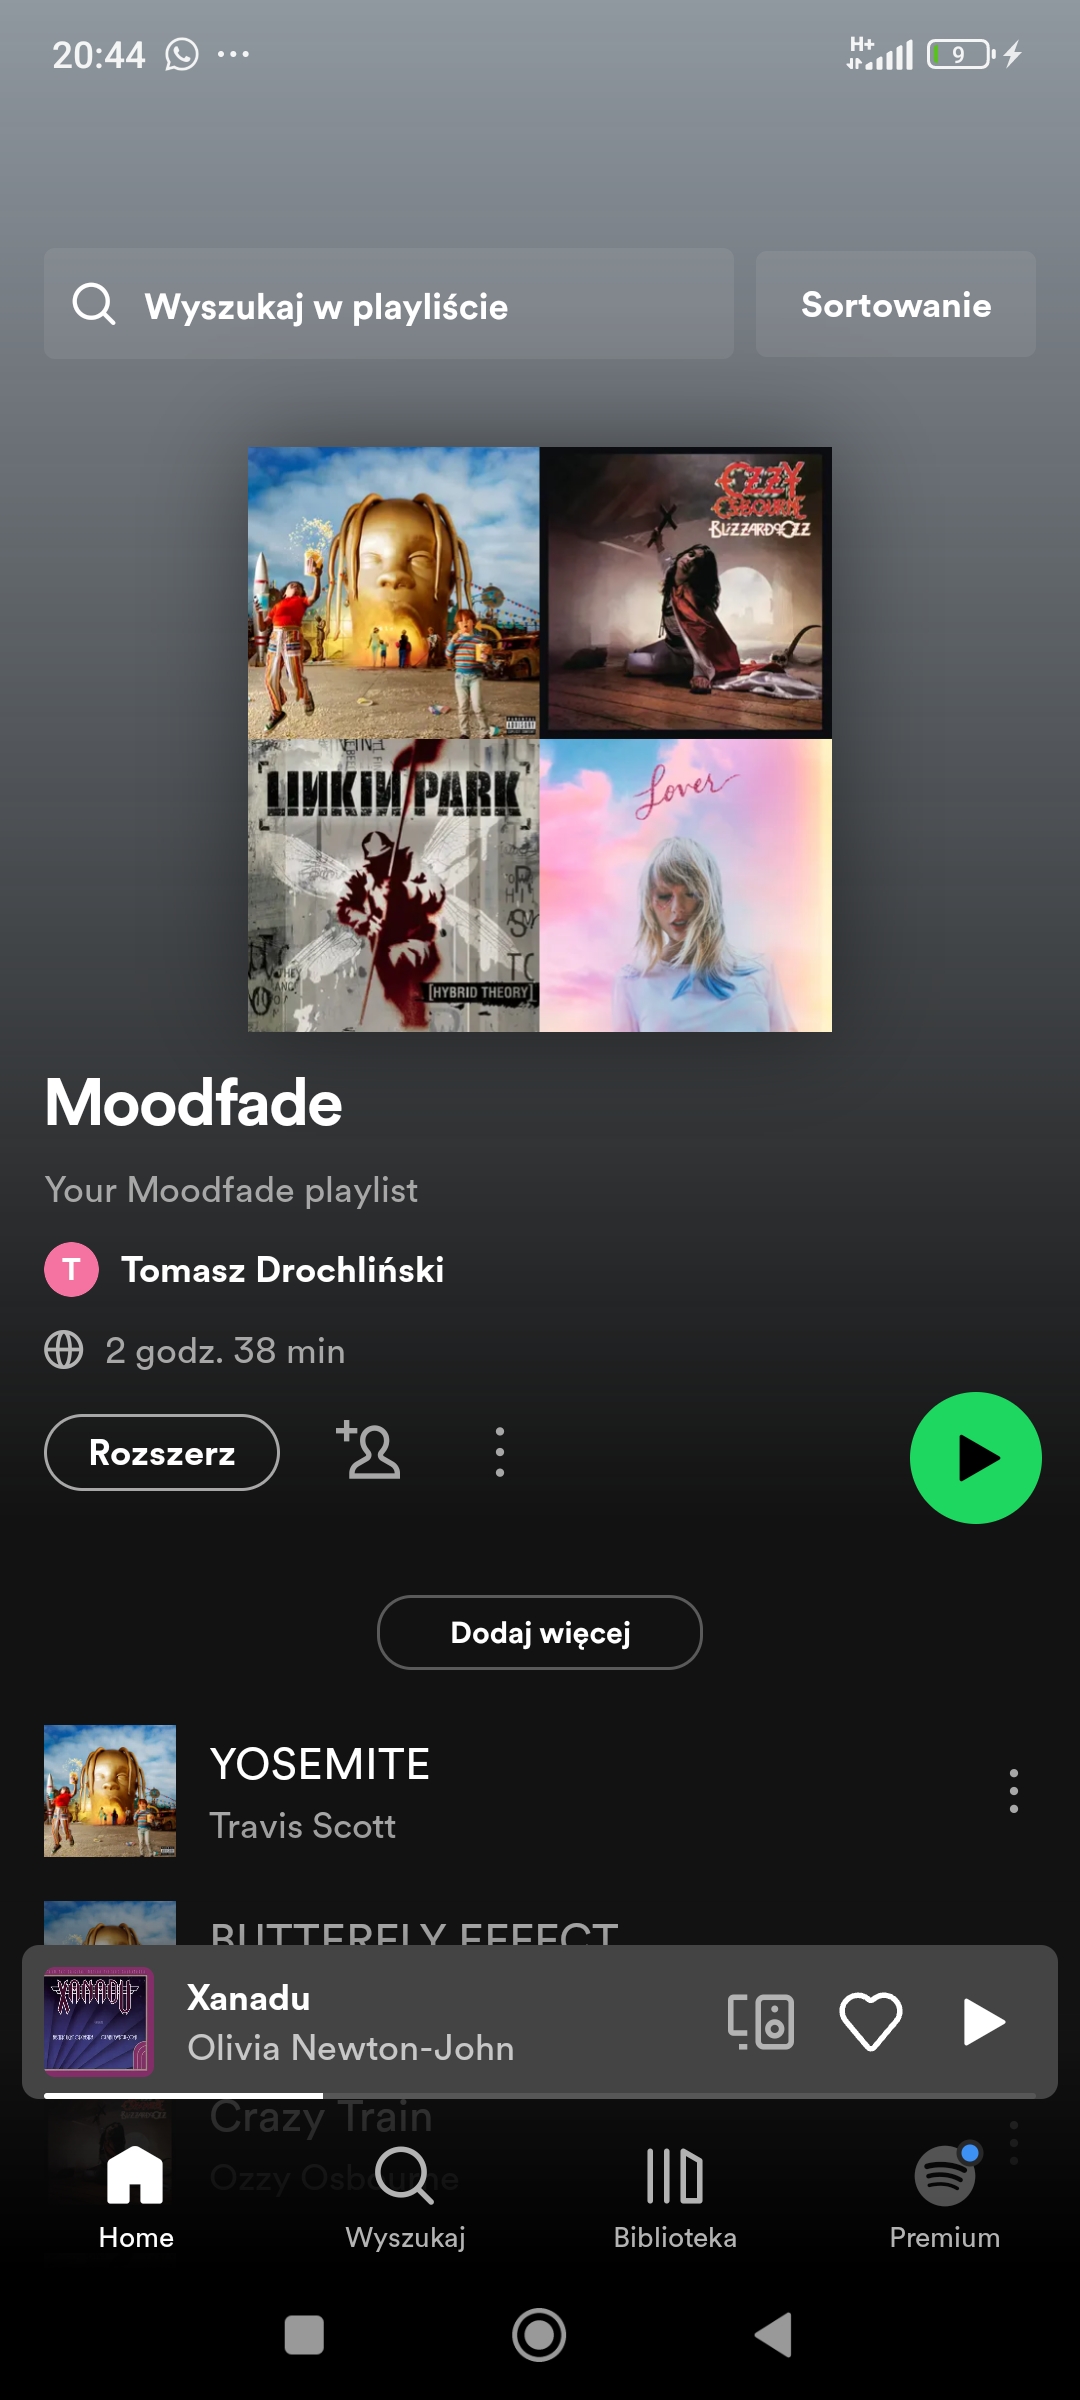 20:44
H+
9
Wyszukaj w playliście
Sortowanie
OZZY
OSBOURNE
BLIZZARD OF OZZ
LINKIN PARK
[HYBRID THEORY]
Lover
Moodfade
Your Moodfade playlist
T
Tomasz Drochliński
2 godz. 38 min
Rozszerz
Dodaj więcej
YOSEMITE
Travis Scott
BUTTERFLY EFFECT
XANADU
Xanadu
Olivia Newton-John
Crazy Train
Ozzy Osbourne
Home
Wyszukaj
Biblioteka
Premium